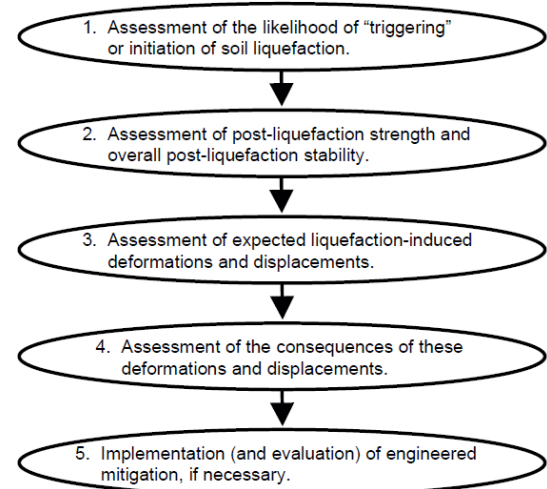 1. Assessment of the likelihood of “triggering”
or initiation of soil liquefaction.
2. Assessment of post-liquefaction strength and
overall post-liquefaction stability.
3. Assessment of expected liquefaction-induced
deformations and displacements.
4. Assessment of the consequences of these
deformations and displacements.
5. Implementation (and evaluation) of engineered
mitigation, if necessary.